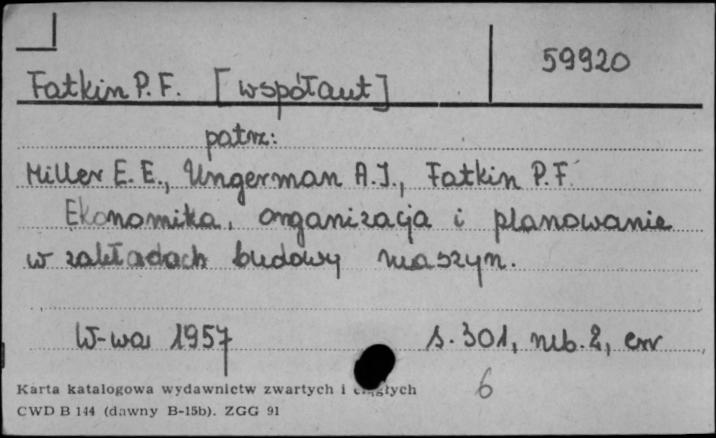 59920
Fatkin P. F. [współaut]
patrz:
Miller E. E., Ungerman A. I., Fatkin P. F.
Ekonomika, organizacja i planowanie
w zakładach budowy maszyn.
W-wa 1957
s. 301, nlb. 2, err
6
Karta katalogowa wydawnictw zwartych i ciągłych
CWD B 144 (dawny B-15b). ZGG 91